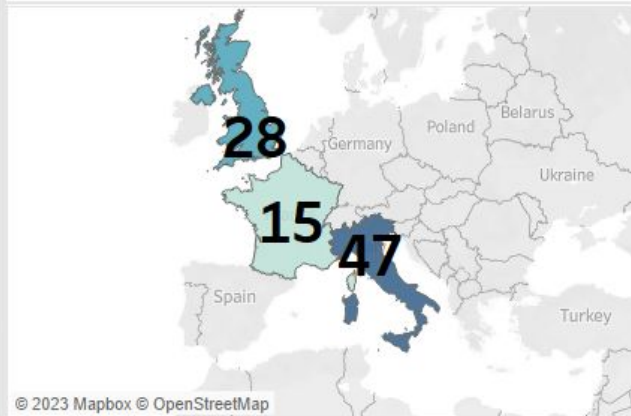 28
Germany
Poland
Belarus
Ukraine
15
47
Spain
Turkey
© 2023 Mapbox © OpenStreetMap